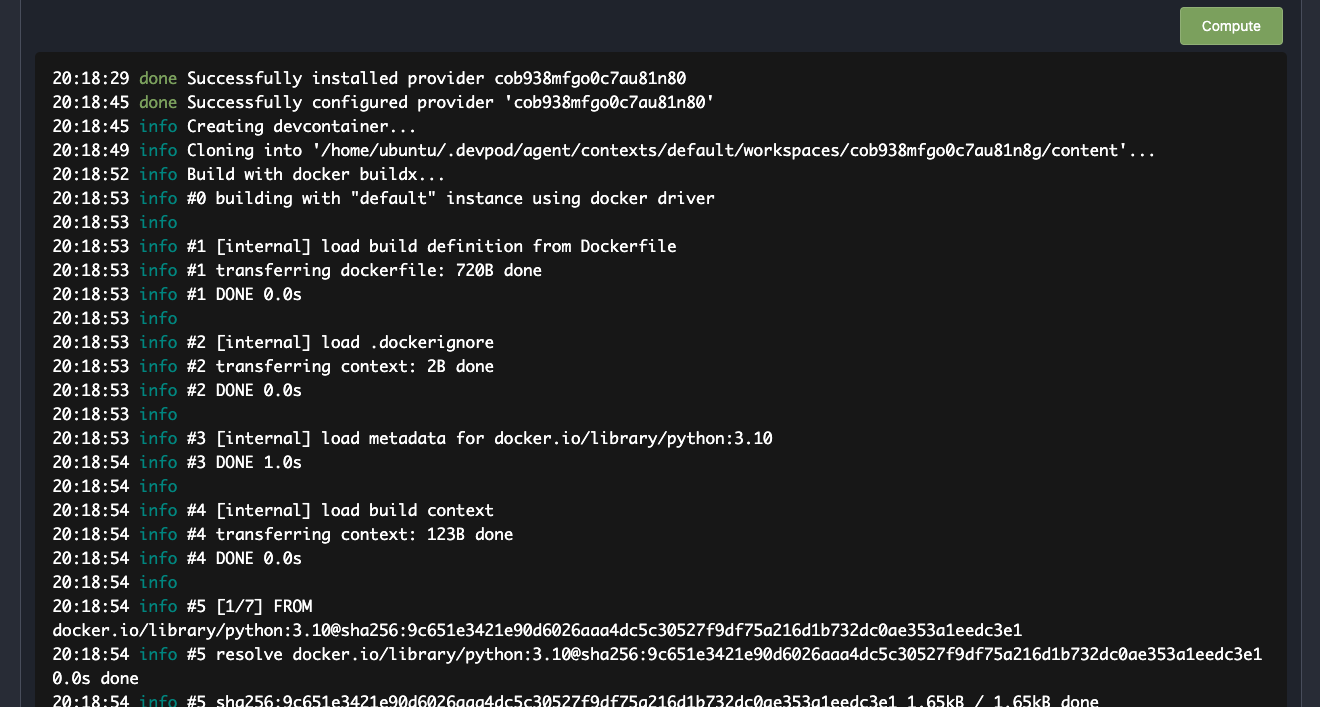 Compute
20:18:29 done Successfully installed provider cob938mfgo0c7au81n80
20:18:45 done Successfully configured provider 'cob938mfgo0c7au81n80'
20:18:45 info Creating devcontainer...
20:18:49 info Cloning into '/home/ubuntu/.devpod/agent/contexts/default/workspaces/cob938mfgo0c7au81n8g/content'...
20:18:52 info Build with docker buildx...
20:18:53 info #0 building with "default" instance using docker driver
20:18:53 info
20:18:53 info #1 [internal] load build definition from Dockerfile
20:18:53 info #1 transferring dockerfile: 720B done
20:18:53 info #1 DONE 0.0s
20:18:53 info
20:18:53 info #2 [internal] load .dockerignore
20:18:53 info #2 transferring context: 2B done
20:18:53 info #2 DONE 0.0s
20:18:53 info
20:18:53 info #3 [internal] load metadata for docker.io/library/python:3.10
20:18:54 info #3 DONE 1.0s
20:18:54 info
20:18:54 info #4 [internal] load build context
20:18:54 info #4 transferring context: 123B done
20:18:54 info #4 DONE 0.0s
20:18:54 info
20:18:54 info #5 [1/7] FROM
docker.io/library/python:3.10@sha256:9c651e3421e90d6026aaa4dc5c30527f9df75a216d1b732dc0ae353a1eedc3e1
20:18:54 info #5 resolve docker.io/library/python:3.10@sha256:9c651e3421e90d6026aaa4dc5c30527f9df75a216d1b732dc0ae353a1eedc3e1
0.0s done
20:18:54 info #5 sha256:9c651e3421e90d6026aaa4dc5c30527f9df75a216d1b732dc0ae353a1eedc3e1 1.65kB / 1.65kB done